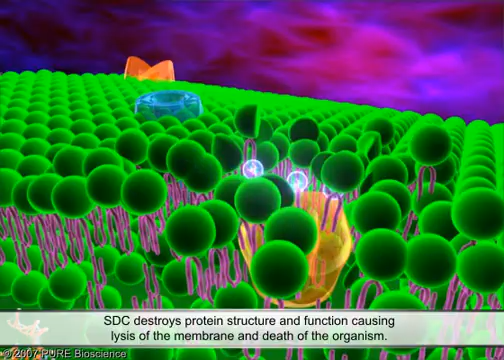 SDC destroys protein structure and function causing
lysis of the membrane and death of the organism.
© 2007 PURE Bioscience